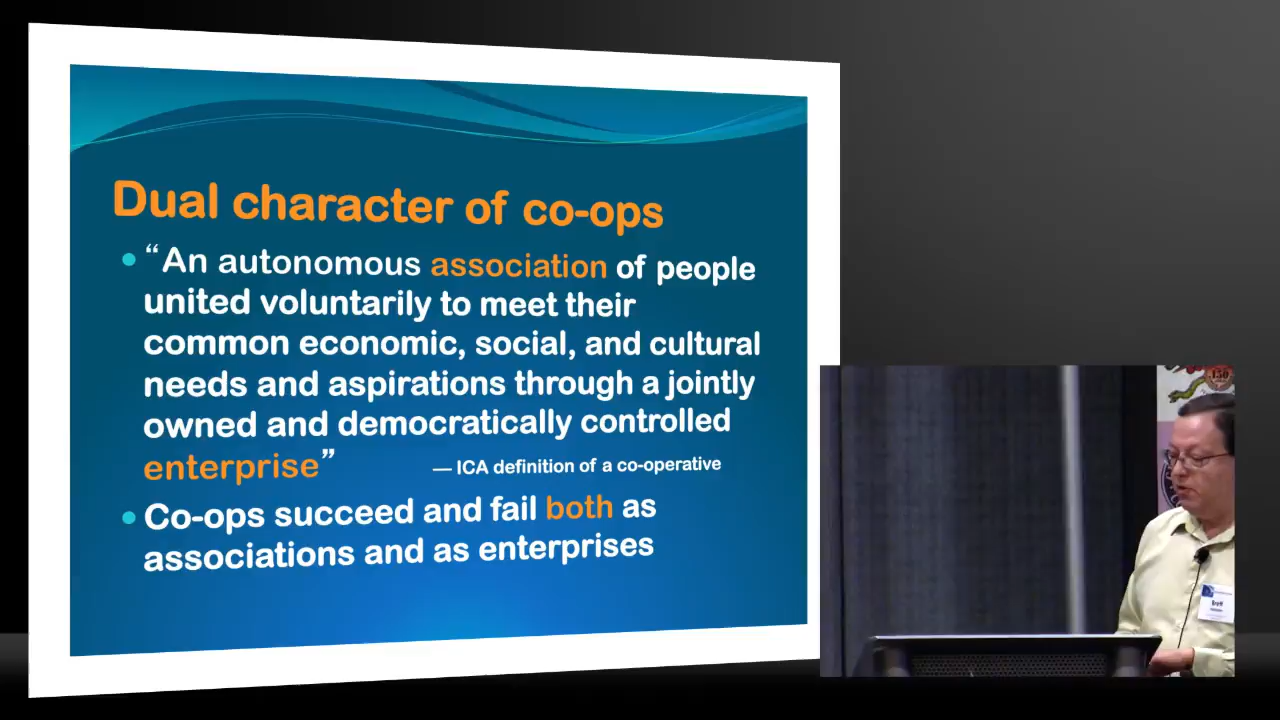 Dual character of co-ops
“An autonomous association of people
united voluntarily to meet their
common economic, social, and cultural
needs and aspirations through a jointly
owned and democratically controlled
enterprise”
— ICA definition of a co-operative
Co-ops succeed and fail both as
associations and as enterprises
150
Brett